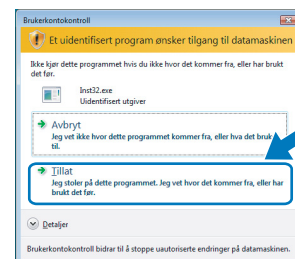 Brukerkontokontroll
Et uidentifisert program ønsker tilgang til datamaskinen
Ikke kjør dette programmet hvis du ikke hvor det kommer fra, eller har brukt
det før.
Inst32.exe
Uidentifisert utgiver
Avbryt
Jeg vet ikke hvor dette programmet kommer fra, eller hva det brukes
til.
Tillat
Jeg stoler på dette programmet. Jeg vet hvor det kommer fra, eller har
brukt det før.
Detaljer
Brukerkontokontroll bidrar til å stoppe uautoriserte endringer på datamaskinen.